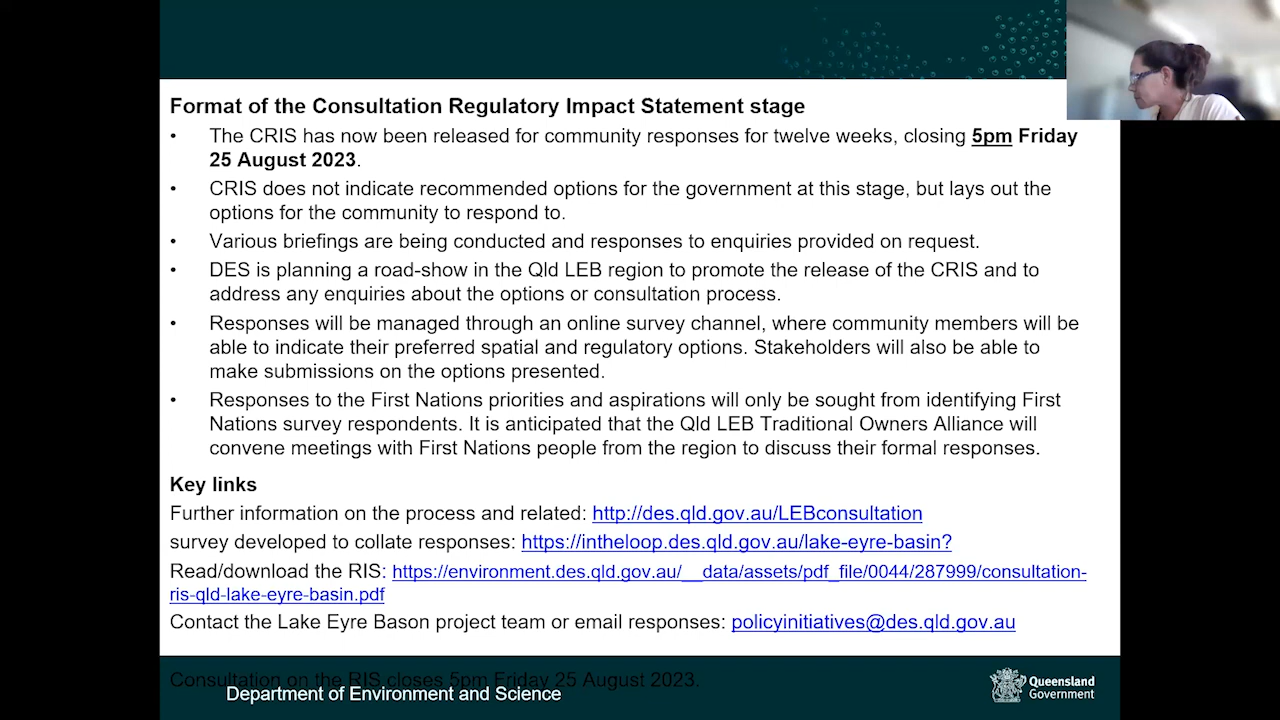 Format of the Consultation Regulatory Impact Statement stage
• The CRIS has now been released for community responses for twelve weeks, closing 5pm Friday
25 August 2023.
• CRIS does not indicate recommended options for the government at this stage, but lays out the
options for the community to respond to.
• Various briefings are being conducted and responses to enquiries provided on request.
• DES is planning a road-show in the Qld LEB region to promote the release of the CRIS and to
address any enquiries about the options or consultation process.
• Responses will be managed through an online survey channel, where community members will be
able to indicate their preferred spatial and regulatory options. Stakeholders will also be able to
make submissions on the options presented.
• Responses to the First Nations priorities and aspirations will only be sought from identifying First
Nations survey respondents. It is anticipated that the Qld LEB Traditional Owners Alliance will
convene meetings with First Nations people from the region to discuss their formal responses.
Key links
Further information on the process and related: http://des.qld.gov.au/LEBconsultation
survey developed to collate responses: https://intheloop.des.qld.gov.au/lake-eyre-basin?
Read/download the RIS: https://environment.des.qld.gov.au/__data/assets/pdf_file/0044/287999/consultation-
ris-qld-lake-eyre-basin.pdf
Contact the Lake Eyre Bason project team or email responses: policyinitiatives@des.qld.gov.au
Consultation on the RIS closes 5pm Friday 25 August 2023.
Department of Environment and Science
Queensland
Government